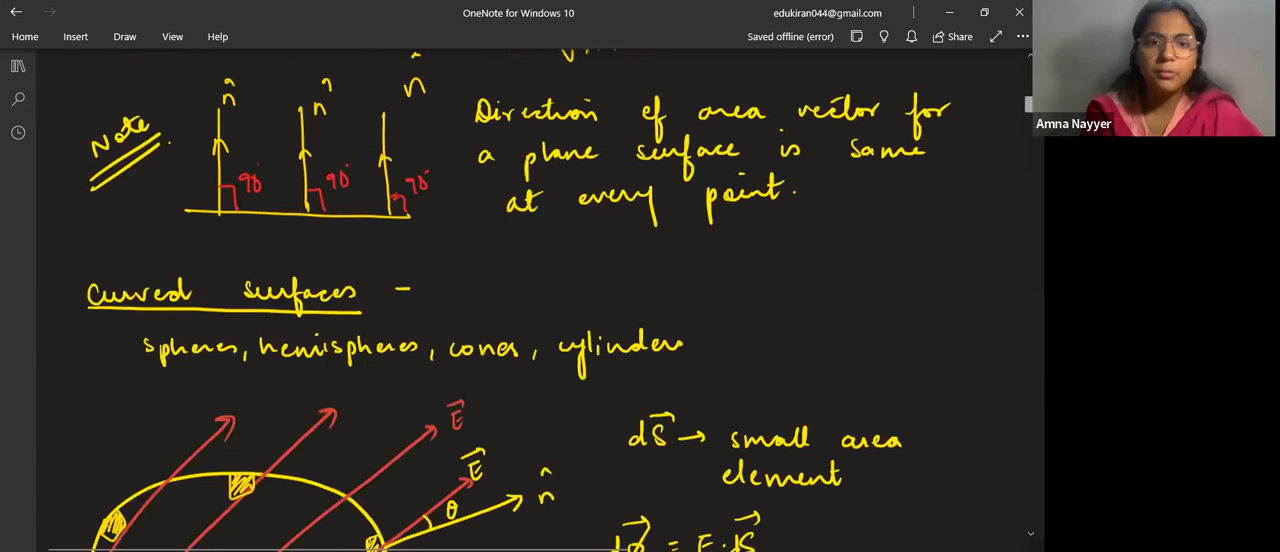 OneNote for Windows 10
edukiran044@gmail.com
Home Insert Draw View Help
Saved offline (error)
Share
Amna Nayyer
Note
n̂ n̂ n̂
90° 90° 90°
Direction of area vector for
a plane surface is same
at every point.
Curved surfaces -
spheres, hemispheres, cones, cylinders
E⃗
E⃗
n̂
θ
dS⃗ → small area
element
= E⃗.dS⃗